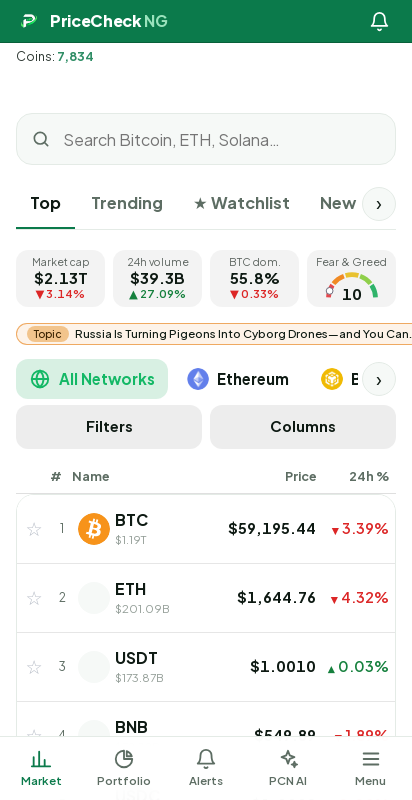 PriceCheck NG
Coins: 7,834
Search Bitcoin, ETH, Solana...
Top Trending ★ Watchlist New ›
Market cap 24h volume BTC dom. Fear & Greed
$2.13T $39.3B 55.8% 10
▼3.14% ▲27.09% ▼0.33%
Topic Russia Is Turning Pigeons Into Cyborg Drones—and You Can.
All Networks Ethereum ›
Filters Columns
# Name Price 24h %
☆ 1 BTC $59,195.44 ▼3.39%
$1.19T
☆ 2 ETH $1,644.76 ▼4.32%
$201.09B
☆ 3 USDT $1.0010 ▲0.03%
$173.87B
☆ 4 BNB $549.89 1.89%
Market Portfolio Alerts PCN AI Menu